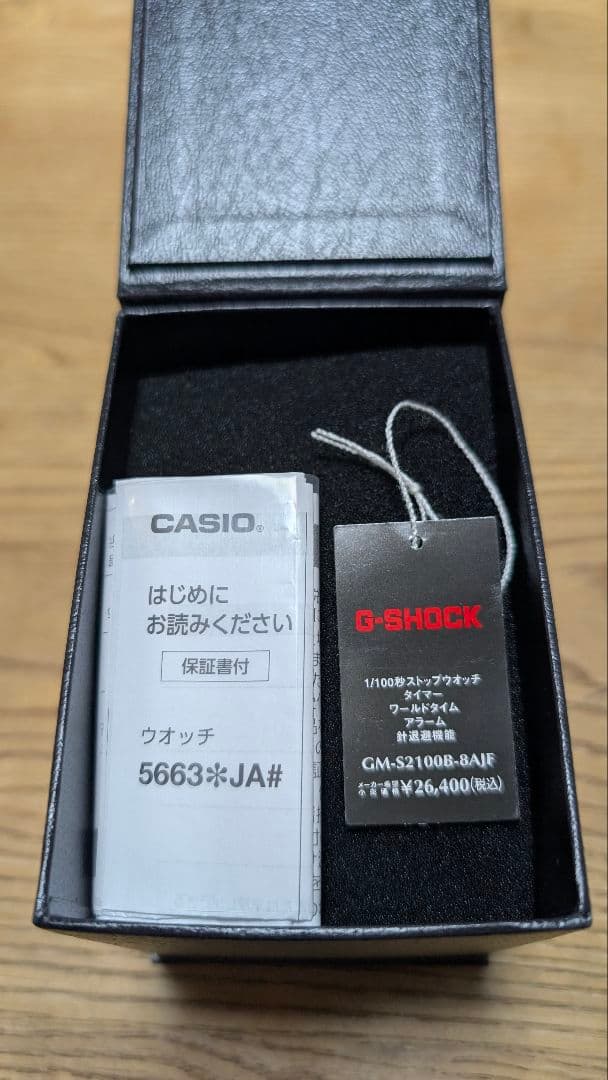 CASIO®
はじめに
お読みください
保証書付
ウオッチ
5663✻JA#
G-SHOCK
1/100秒ストップウオッチ
タイマー
ワールドタイム
アラーム
針退避機能
GM-S2100B-8AJF
メーカー希望
小売価格 ¥26,400(税込)